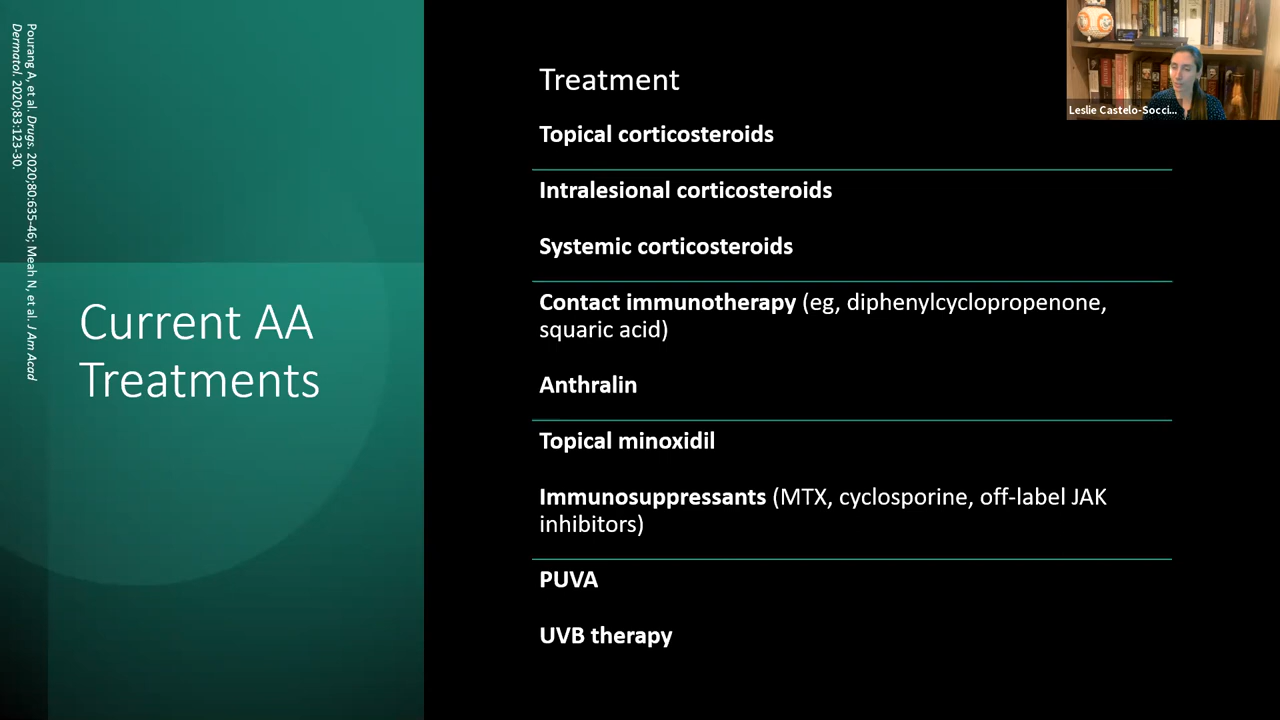 Pourang A, et al. Drugs. 2020;80:635-46; Meah N, et al. J Am Acad
Dermatol. 2020;83:123-30.
Current AA
Treatments
Treatment
Topical corticosteroids
Intralesional corticosteroids
Systemic corticosteroids
Contact immunotherapy (eg, diphenylcyclopropenone,
squaric acid)
Anthralin
Topical minoxidil
Immunosuppressants (MTX, cyclosporine, off-label JAK
inhibitors)
PUVA
UVB therapy
Leslie Castelo-Socci...